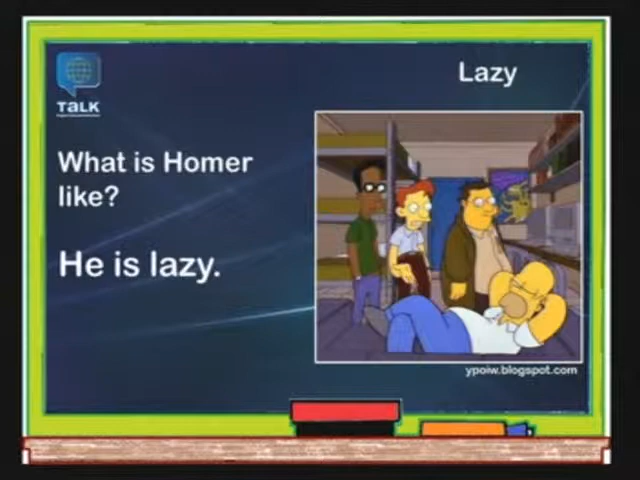 Lazy
TALK
What is Homer
like?
He is lazy.
ypoiw.blogspot.com